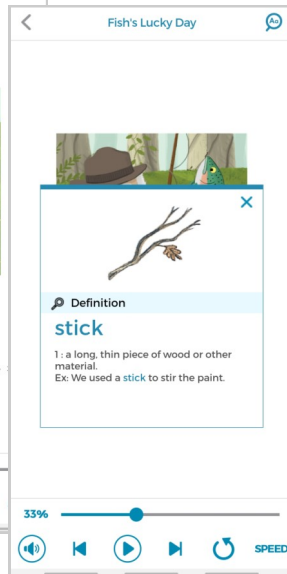 Fish's Lucky Day
Aa
Definition
stick
1 : a long, thin piece of wood or other
material.
Ex: We used a stick to stir the paint.
33%
SPEED